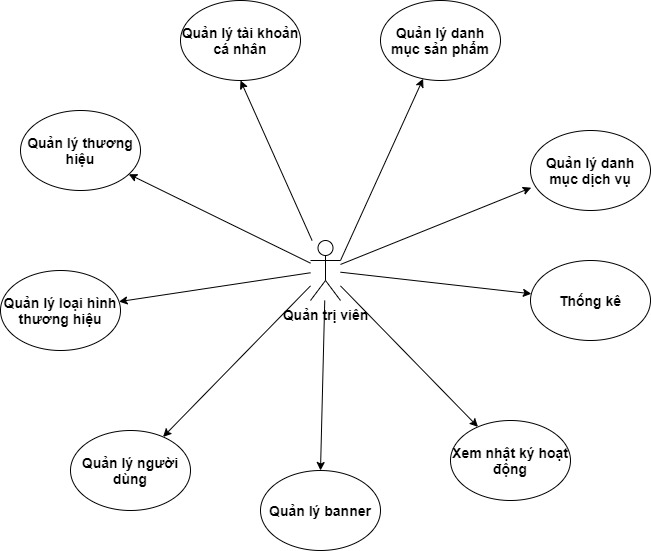 Quản lý tài khoản
cá nhân
Quản lý danh
mục sản phẩm
Quản lý thương
hiệu
Quản lý danh
mục dịch vụ
Quản lý loại hình
thương hiệu
Thống kê
Quản trị viên
Quản lý người
dùng
Xem nhật ký hoạt
động
Quản lý banner